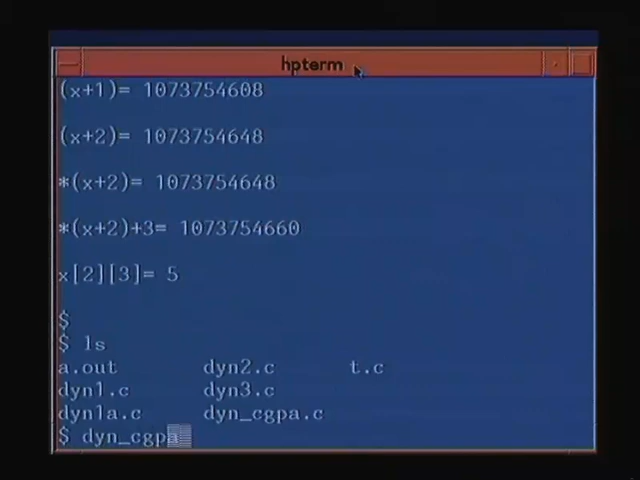 hpterm
(x+1)= 1073754608
(x+2)= 1073754648
*(x+2)= 1073754648
*(x+2)+3= 1073754660
x[2][3]= 5
$
$ ls
a.out dyn2.c t.c
dyn1.c dyn3.c
dyn1a.c dyn_cgpa.c
$ dyn_cgpa